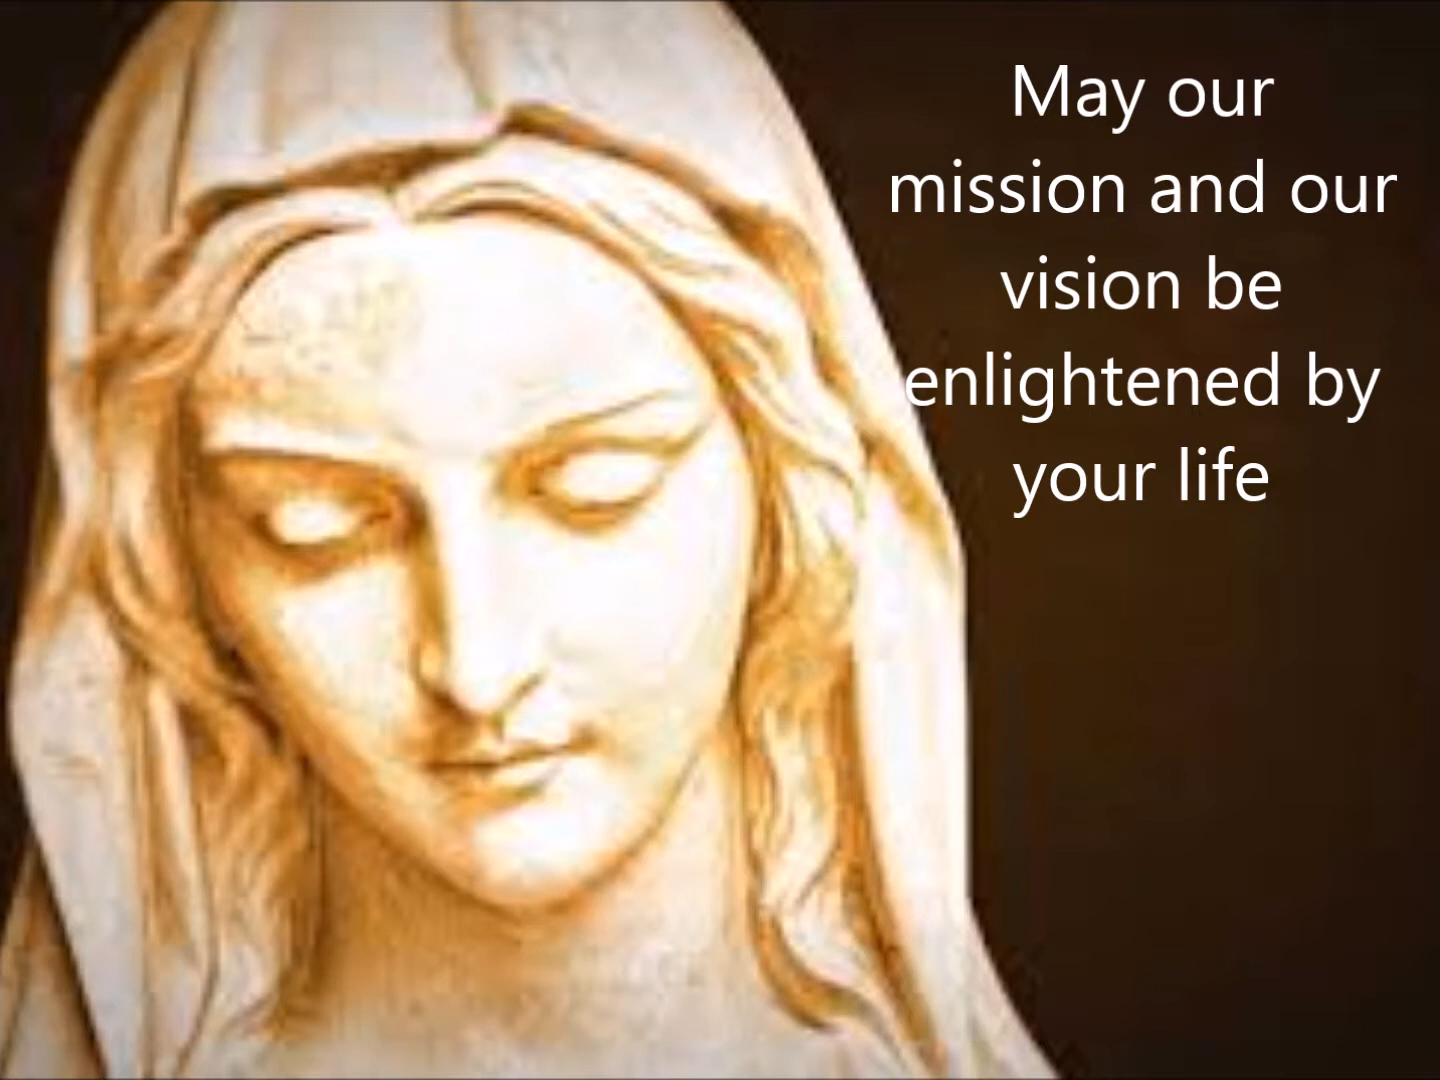 May our
mission and our
vision be
enlightened by
your life